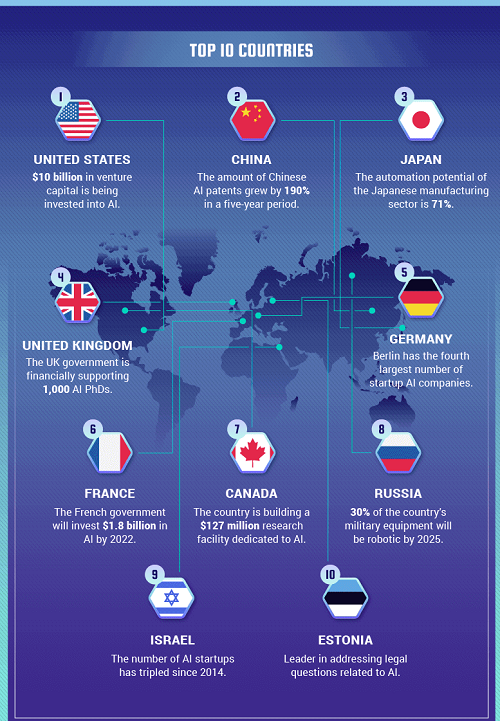 TOP 10 COUNTRIES
1
UNITED STATES
$10 billion in venture
capital is being
invested into AI.
2
CHINA
The amount of Chinese
AI patents grew by 190%
in a five-year period.
3
JAPAN
The automation potential of
the Japanese manufacturing
sector is 71%.
4
UNITED KINGDOM
The UK government is
financially supporting
1,000 AI PhDs.
5
GERMANY
Berlin has the fourth
largest number of
startup AI companies.
6
FRANCE
The French government
will invest $1.8 billion in
AI by 2022.
7
CANADA
The country is building a
$127 million research
facility dedicated to AI.
8
RUSSIA
30% of the country's
military equipment will
be robotic by 2025.
9
ISRAEL
The number of AI startups
has tripled since 2014.
10
ESTONIA
Leader in addressing legal
questions related to AI.